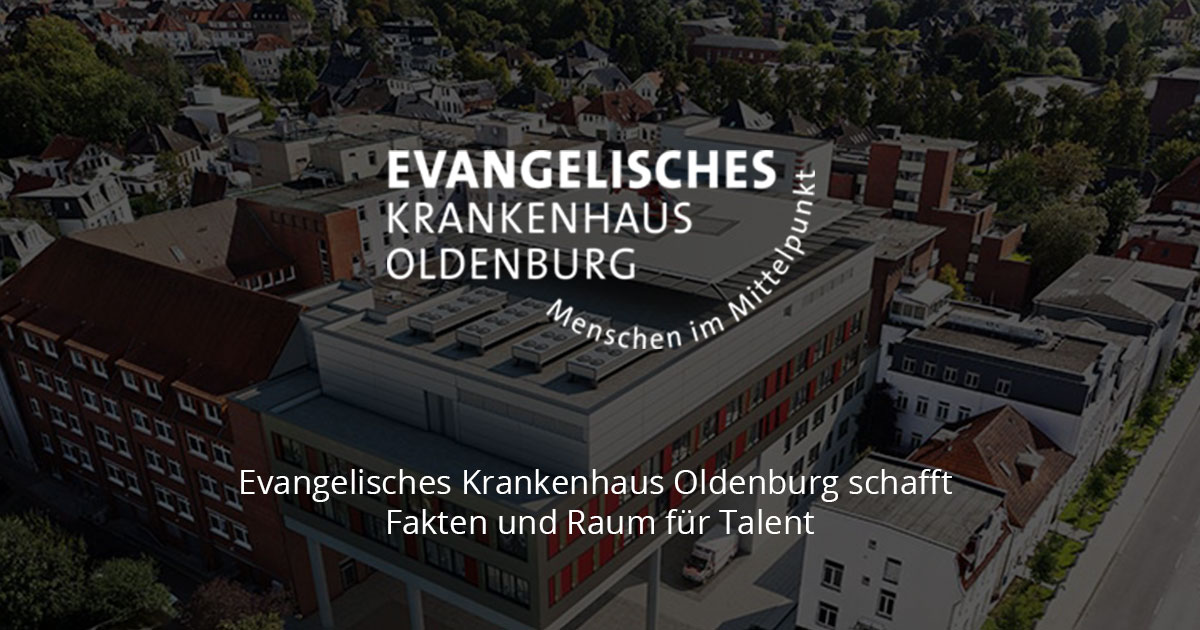 EVANGELISCHES
KRANKENHAUS
OLDENBURG
Menschen im Mittelpunkt
Evangelisches Krankenhaus Oldenburg schafft
Fakten und Raum für Talent